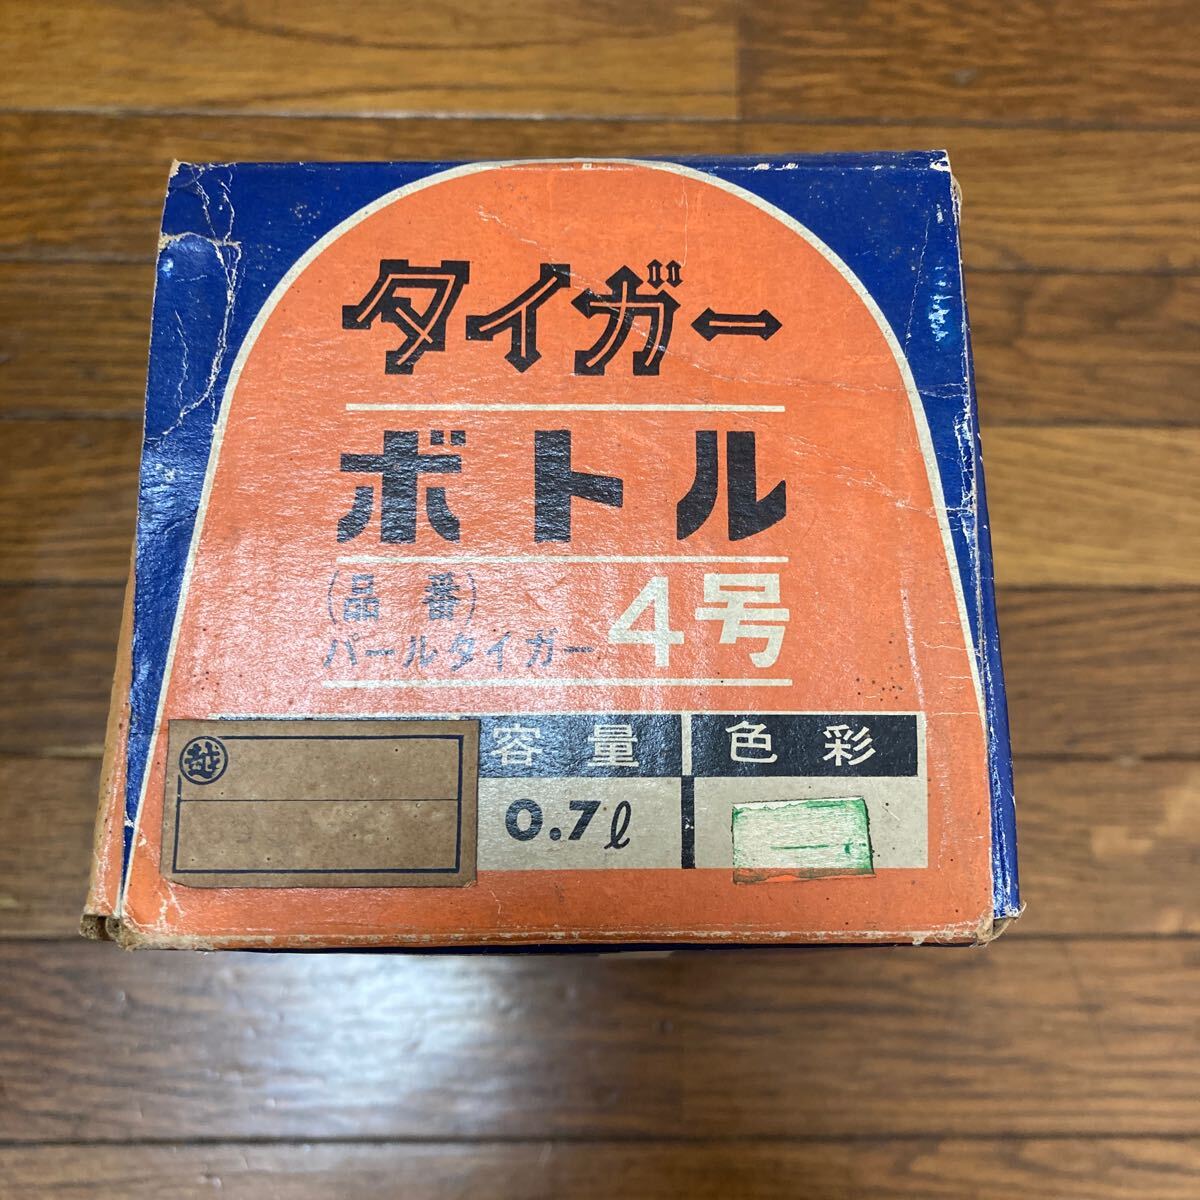 タイガー
ボトル
(品番)
パールタイガー 4号
越
容量 色彩
0.7ℓ